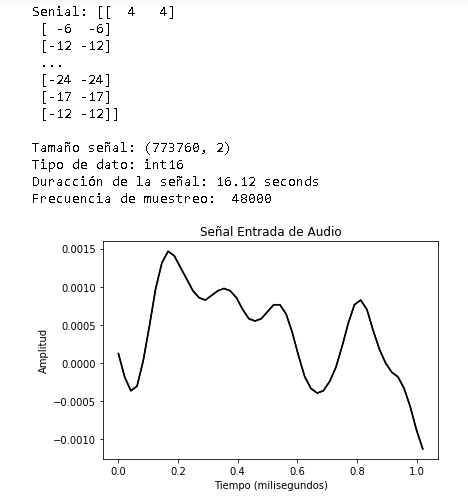 Senial: [[  4   4]
 [ -6  -6]
 [-12 -12]
 ...
 [-24 -24]
 [-17 -17]
 [-12 -12]]
Tamaño señal: (773760, 2)
Tipo de dato: int16
Duracción de la señal: 16.12 seconds
Frecuencia de muestreo:  48000
Señal Entrada de Audio
0.0015
0.0010
0.0005
0.0000
−0.0005
−0.0010
Amplitud
0.0 0.2 0.4 0.6 0.8 1.0
Tiempo (milisegundos)